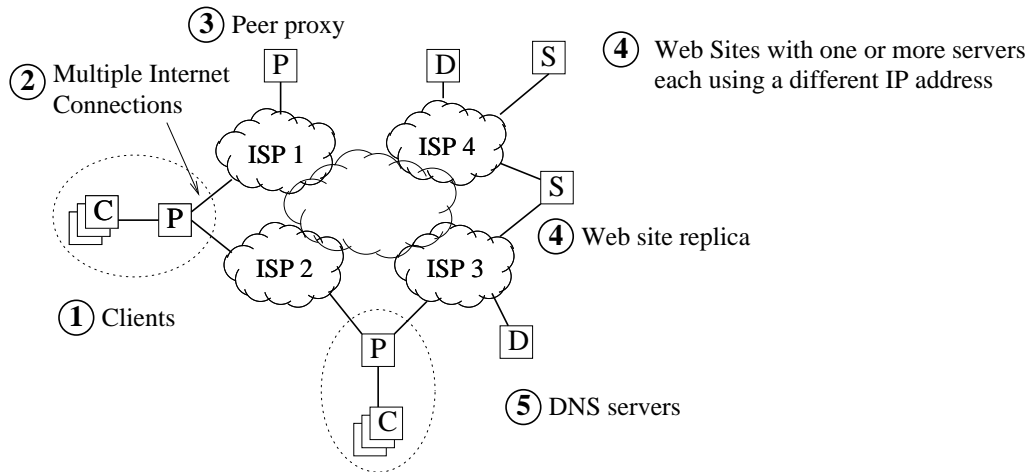 3 Peer proxy
P
D
S
4 Web Sites with one or more servers
each using a different IP address
2 Multiple Internet
Connections
ISP 1
ISP 4
C
P
S
4 Web site replica
ISP 2
ISP 3
1 Clients
P
D
5 DNS servers
C